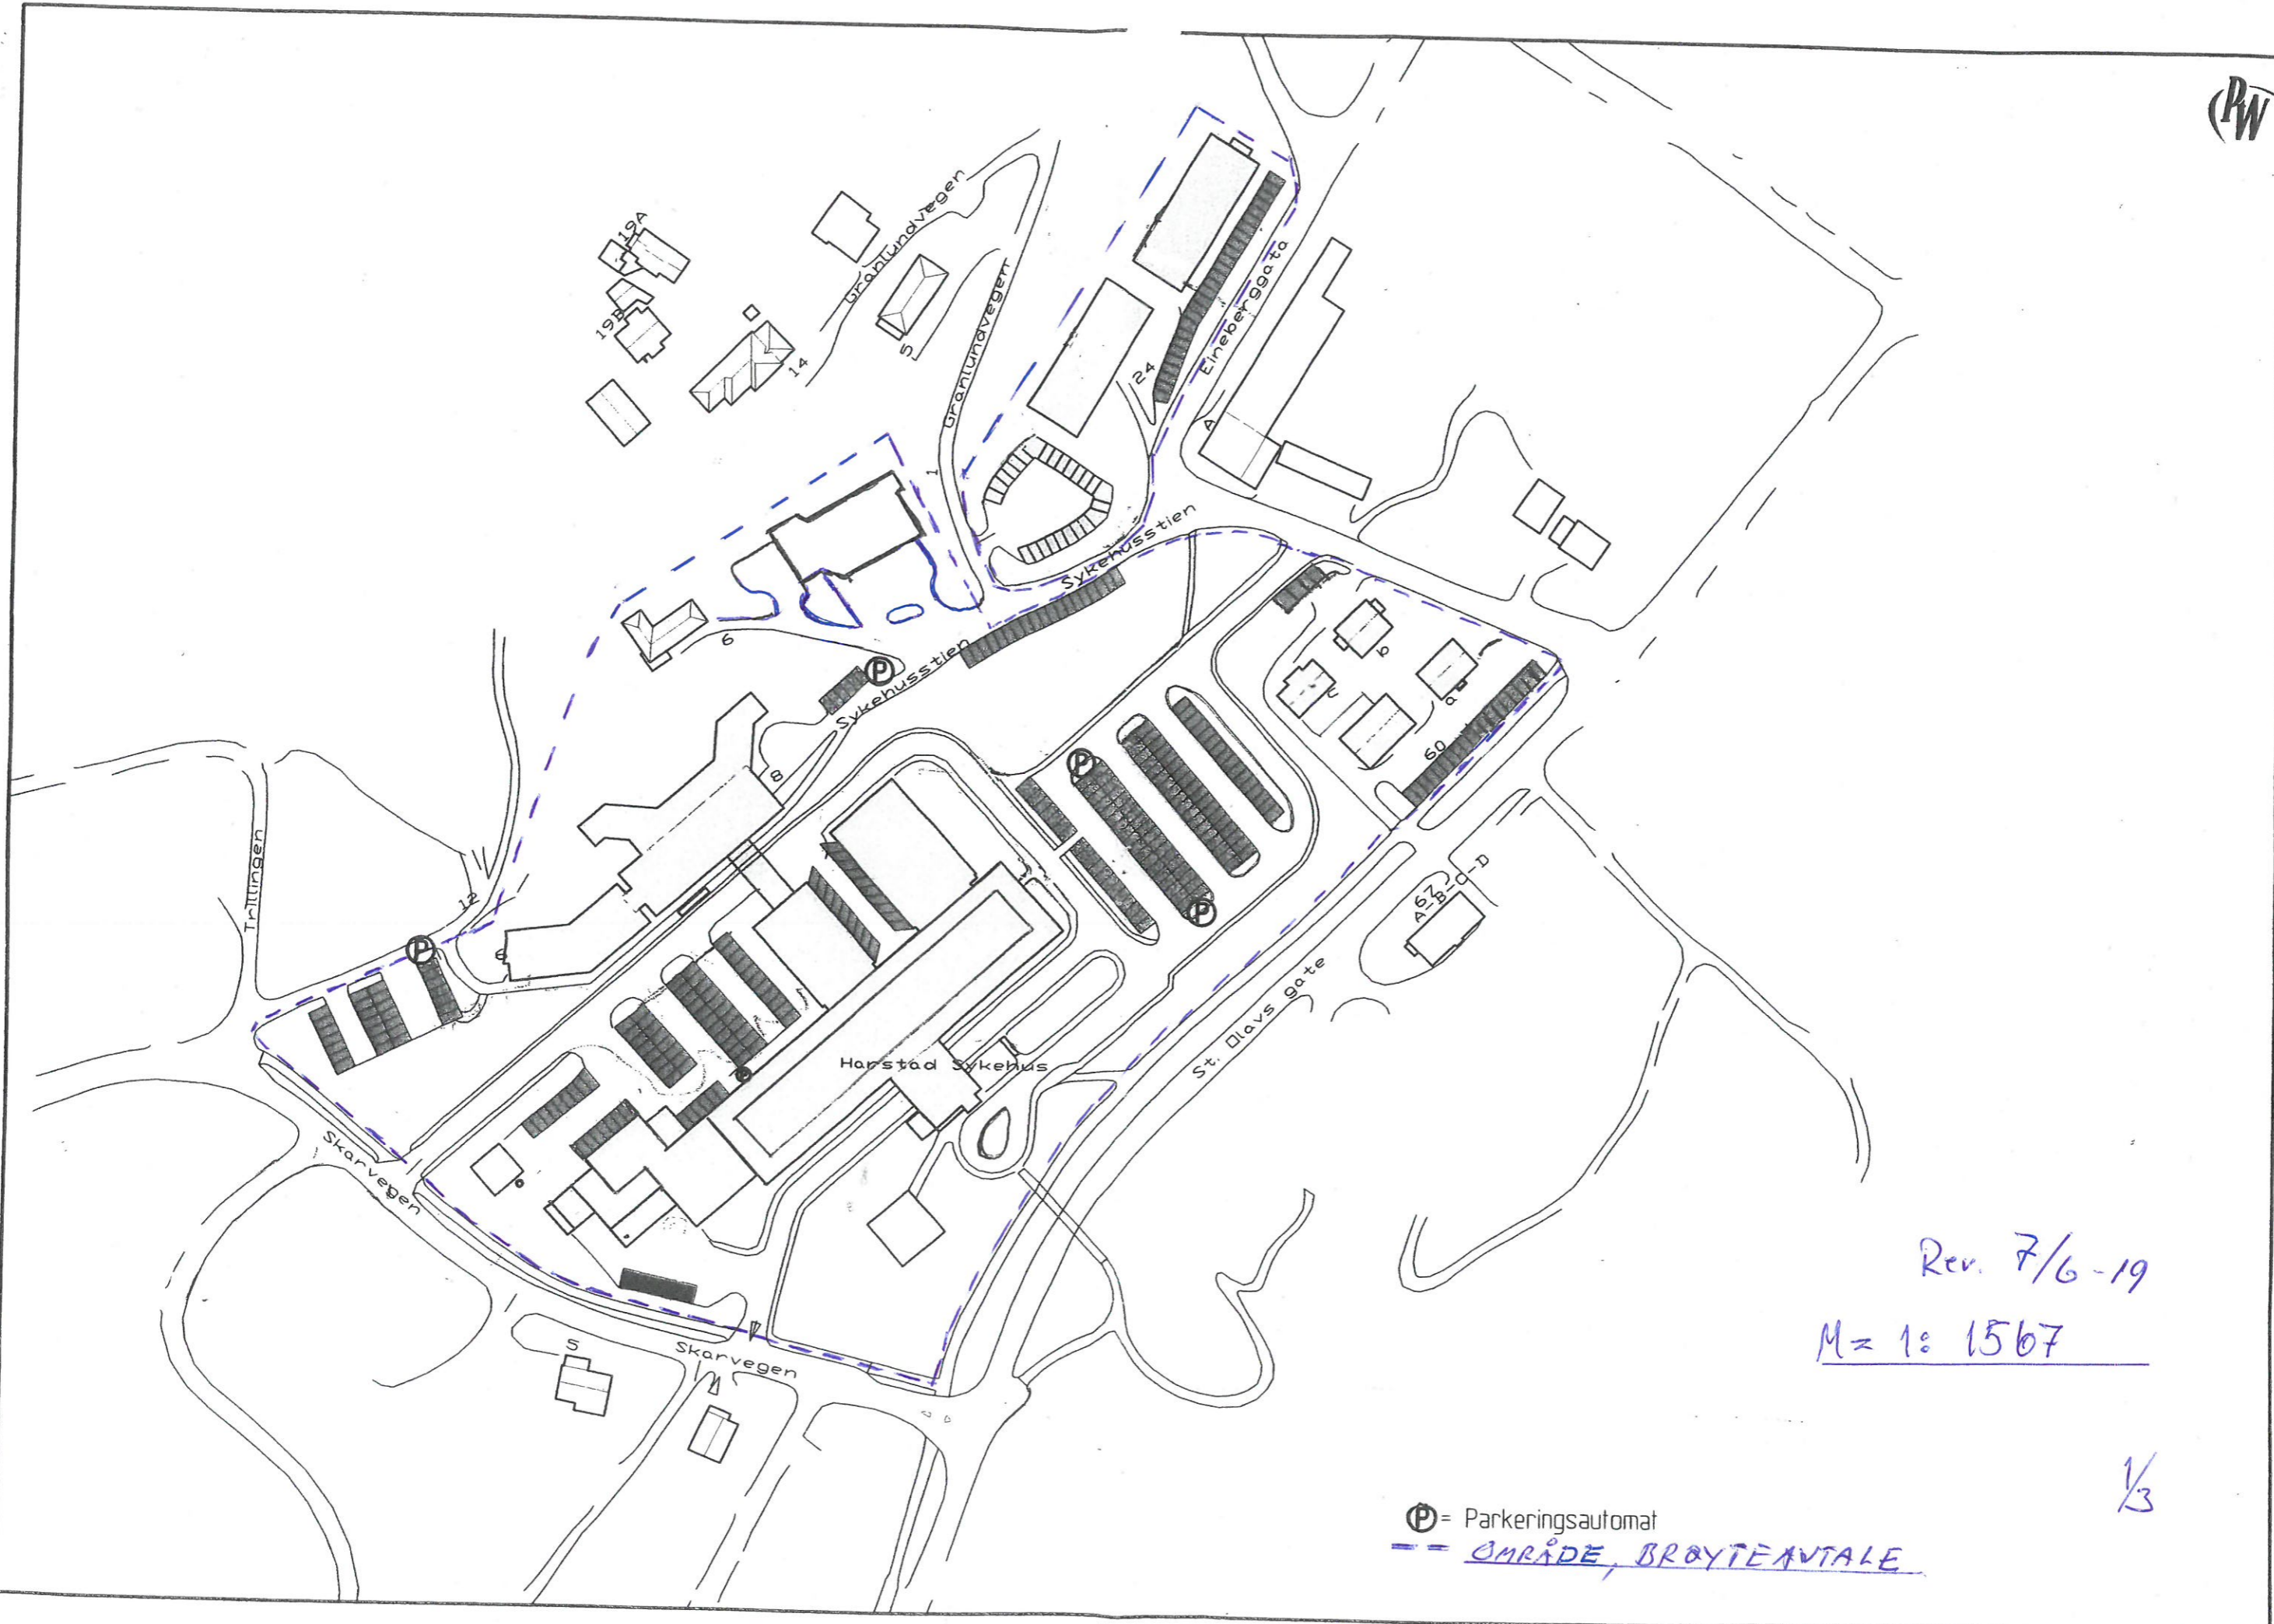 PW
19A
Granlundvegen
19B
14
5
Granlundvegen
Eineberggata
24
A
1
Sykehusstien
6
P
Sykehusstien
b
c
a
60
8
P
Trillingen
12
67
A-B-C-D
P
P
6
St. Olavs gate
Harstad Sykehus
Skarvegen
Rev. 7/6-19
M = 1: 1567
5
Skarvegen
1/3
P = Parkeringsautomat
-- OMRÅDE, BRØYTEAVTALE